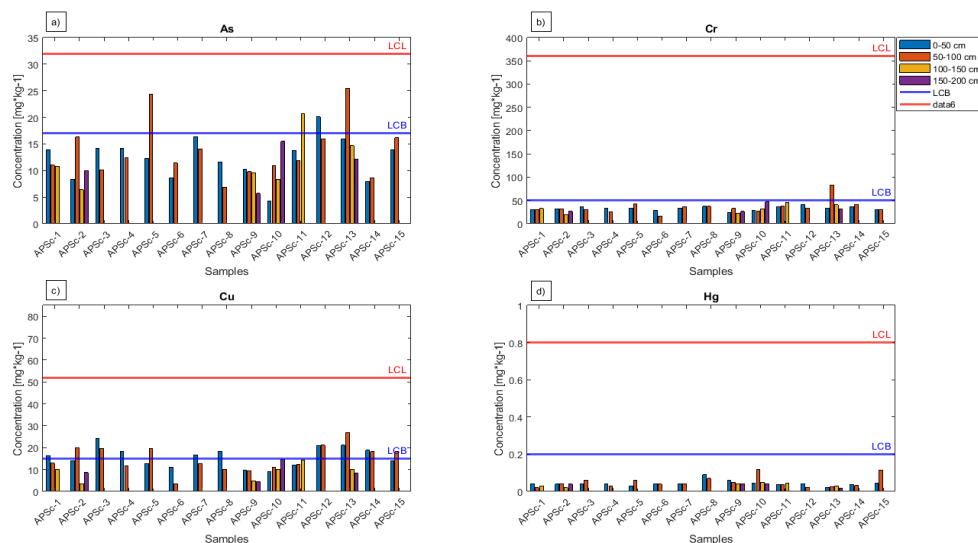 a)
As
Concentration [mg*kg-1]
35
30
25
20
15
10
5
0
LCL
LCB
APSc-1
APSc-2
APSc-3
APSc-4
APSc-5
APSc-6
APSc-7
APSc-8
APSc-9
APSc-10
APSc-11
APSc-12
APSc-13
APSc-14
APSc-15
Samples
b)
Cr
Concentration [mg*kg-1]
400
350
300
250
200
150
100
50
0
LCL
LCB
APSc-1
APSc-2
APSc-3
APSc-4
APSc-5
APSc-6
APSc-7
APSc-8
APSc-9
APSc-10
APSc-11
APSc-12
APSc-13
APSc-14
APSc-15
Samples
0-50 cm
50-100 cm
100-150 cm
150-200 cm
LCB
data6
c)
Cu
Concentration [mg*kg-1]
80
70
60
50
40
30
20
10
0
LCL
LCB
APSc-1
APSc-2
APSc-3
APSc-4
APSc-5
APSc-6
APSc-7
APSc-8
APSc-9
APSc-10
APSc-11
APSc-12
APSc-13
APSc-14
APSc-15
Samples
d)
Hg
Concentration [mg*kg-1]
1
0.8
0.6
0.4
0.2
0
LCL
LCB
APSc-1
APSc-2
APSc-3
APSc-4
APSc-5
APSc-6
APSc-7
APSc-8
APSc-9
APSc-10
APSc-11
APSc-12
APSc-13
APSc-14
APSc-15
Samples